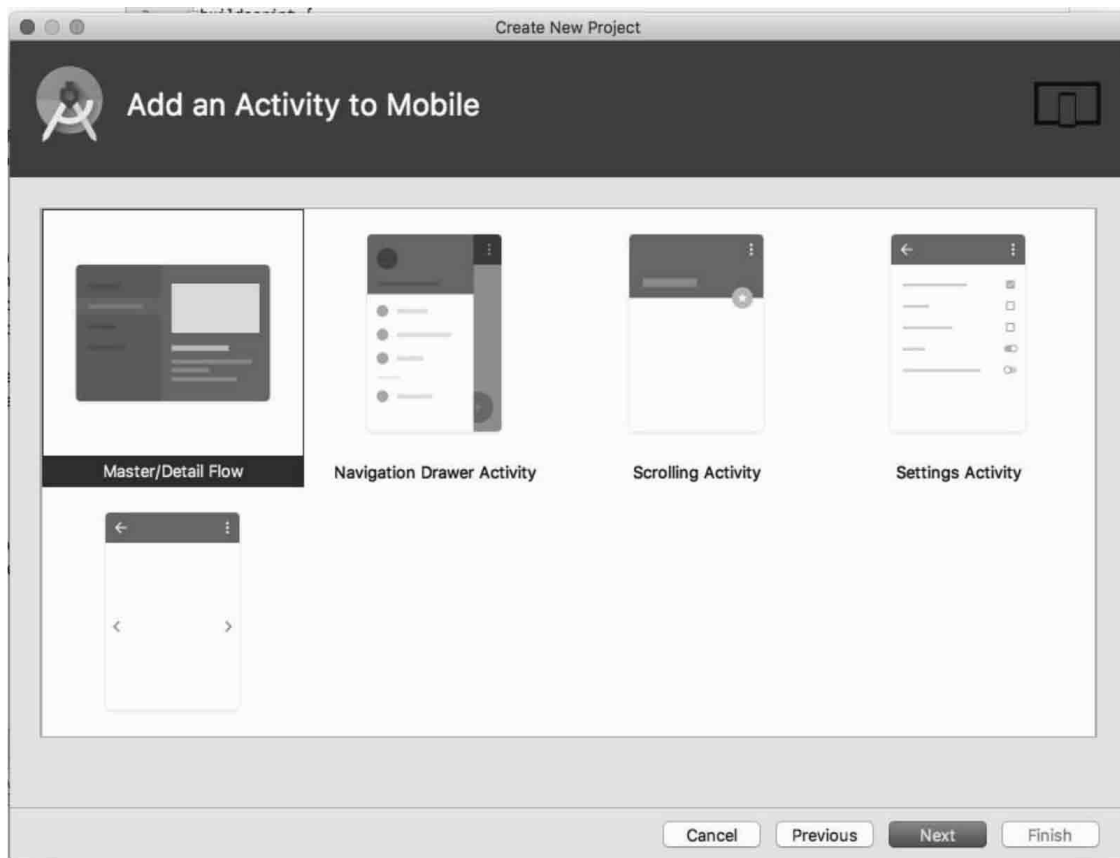 buildscript {
Create New Project
Add an Activity to Mobile
Master/Detail Flow
Navigation Drawer Activity
Scrolling Activity
Settings Activity
Cancel
Previous
Next
Finish